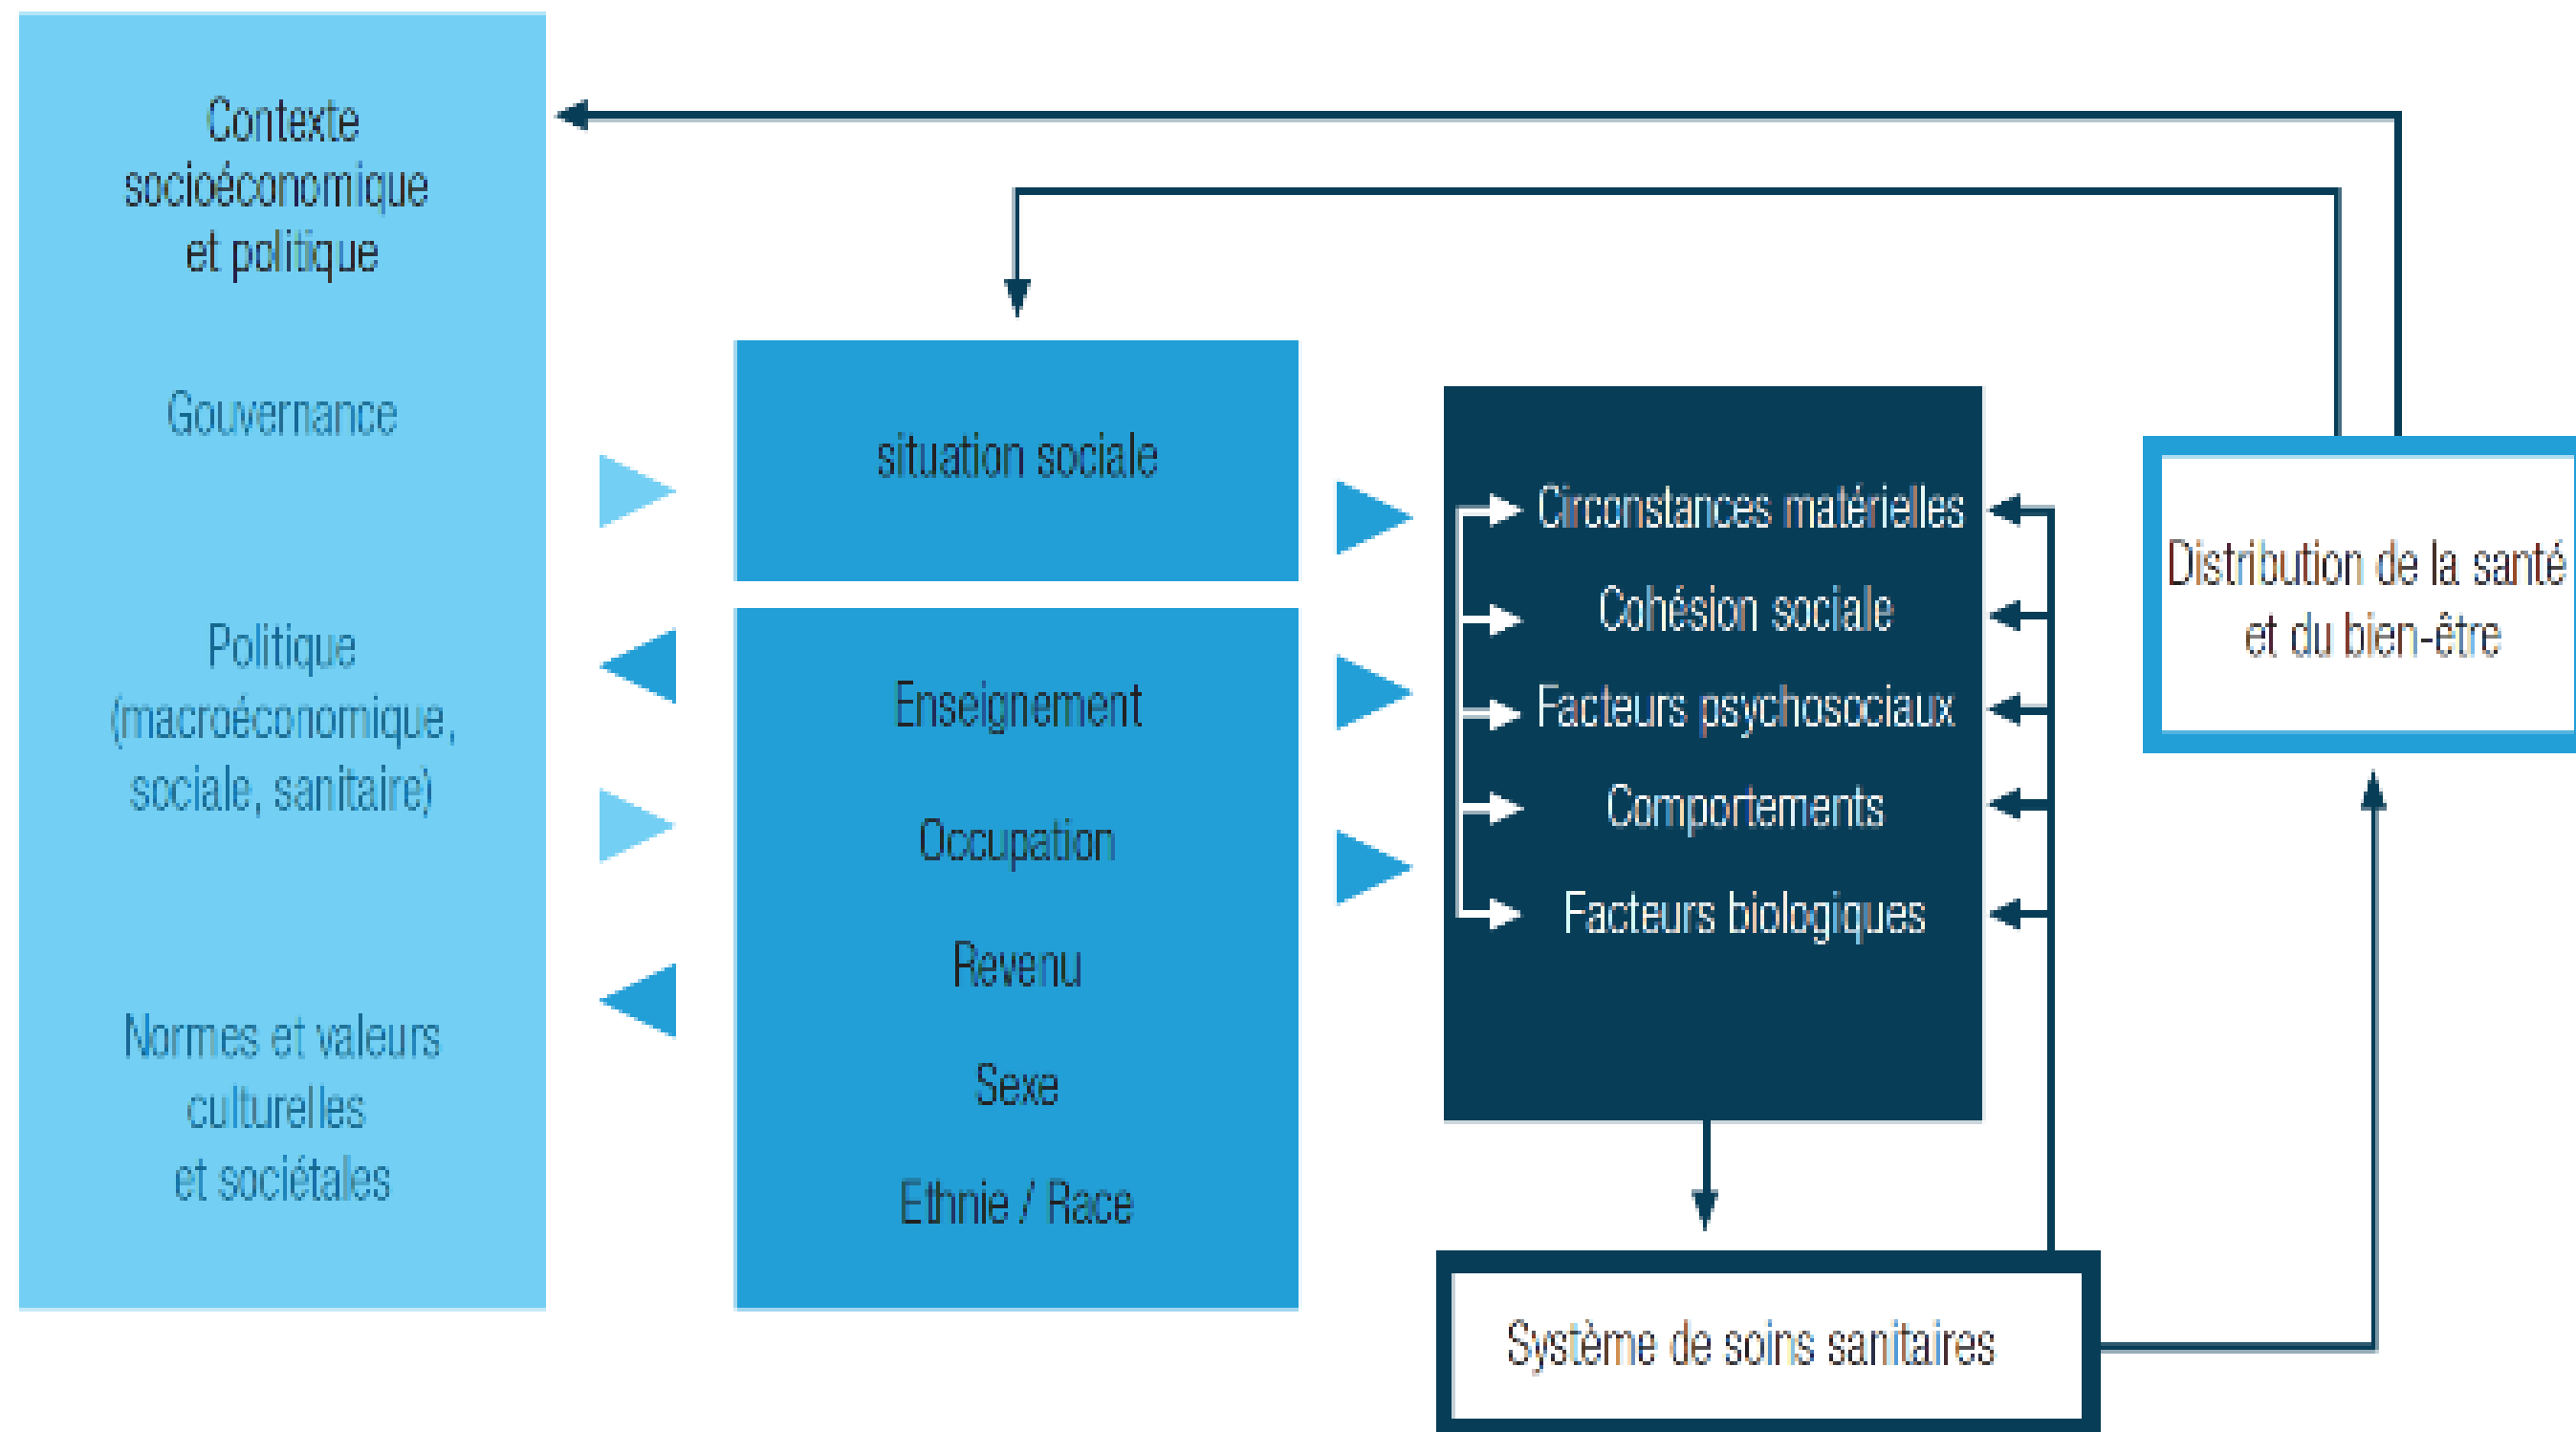 Contexte
socioéconomique
et politique
Gouvernance
Politique
(macroéconomique,
sociale, sanitaire)
Normes et valeurs
culturelles
et sociétales
situation sociale
Enseignement
Occupation
Revenu
Sexe
Ethnie / Race
Circonstances matérielles
Cohésion sociale
Facteurs psychosociaux
Comportements
Facteurs biologiques
Système de soins sanitaires
Distribution de la santé
et du bien-être